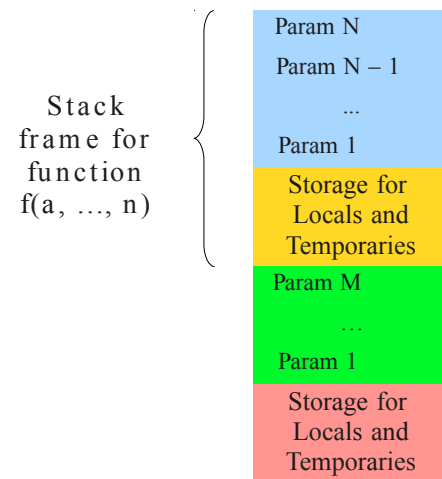 Stack
frame for
function
f(a, ..., n)
Param N
Param N – 1
...
Param 1
Storage for
Locals and
Temporaries
Param M
...
Param 1
Storage for
Locals and
Temporaries